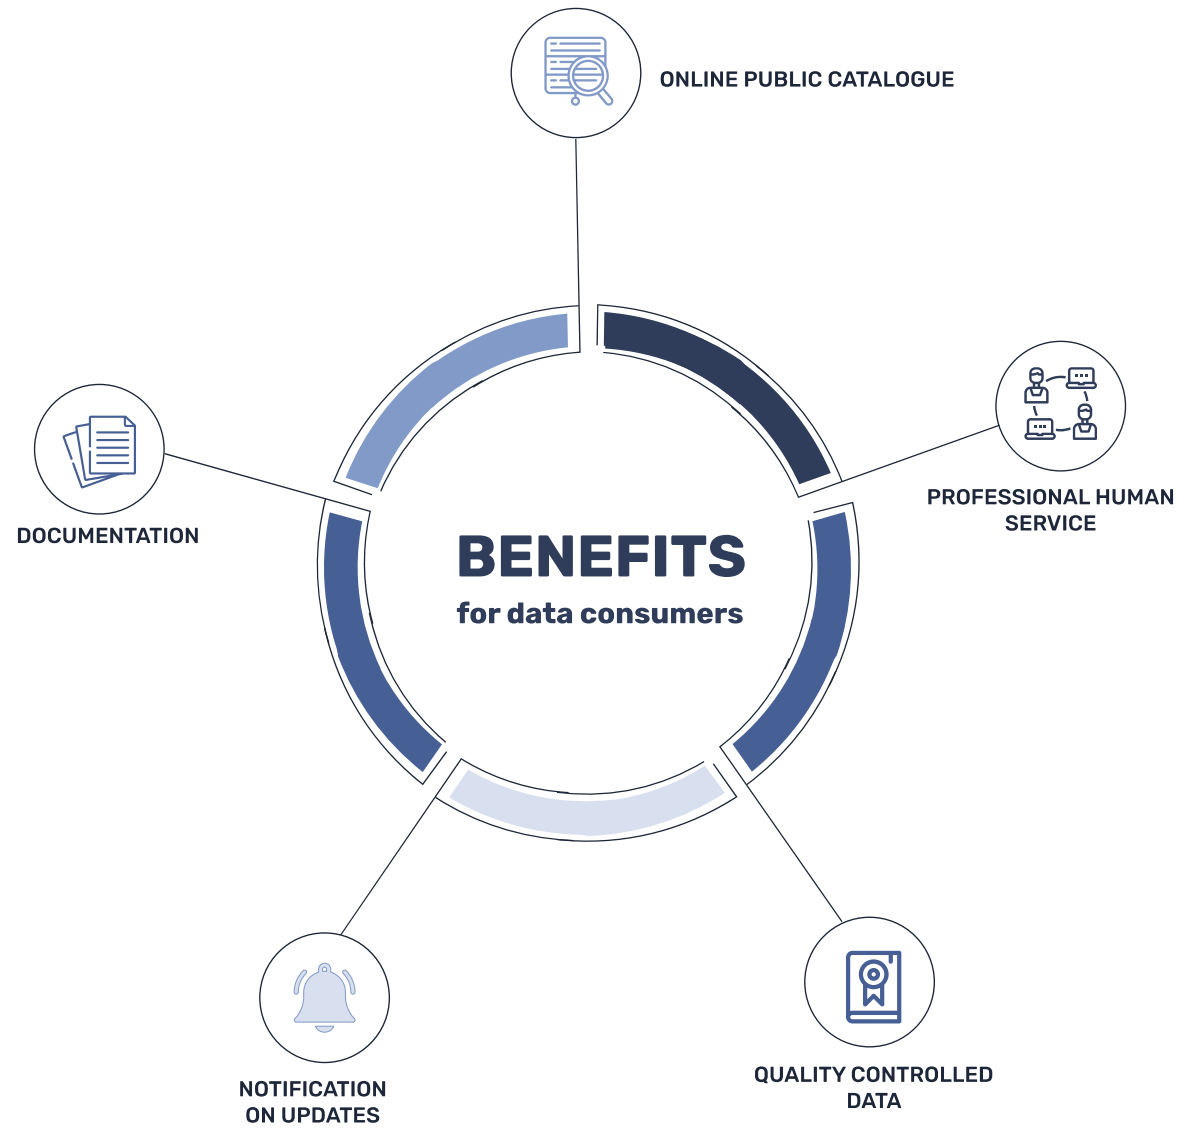 ONLINE PUBLIC CATALOGUE
PROFESSIONAL HUMAN
SERVICE
DOCUMENTATION
BENEFITS
for data consumers
QUALITY CONTROLLED
DATA
NOTIFICATION
ON UPDATES